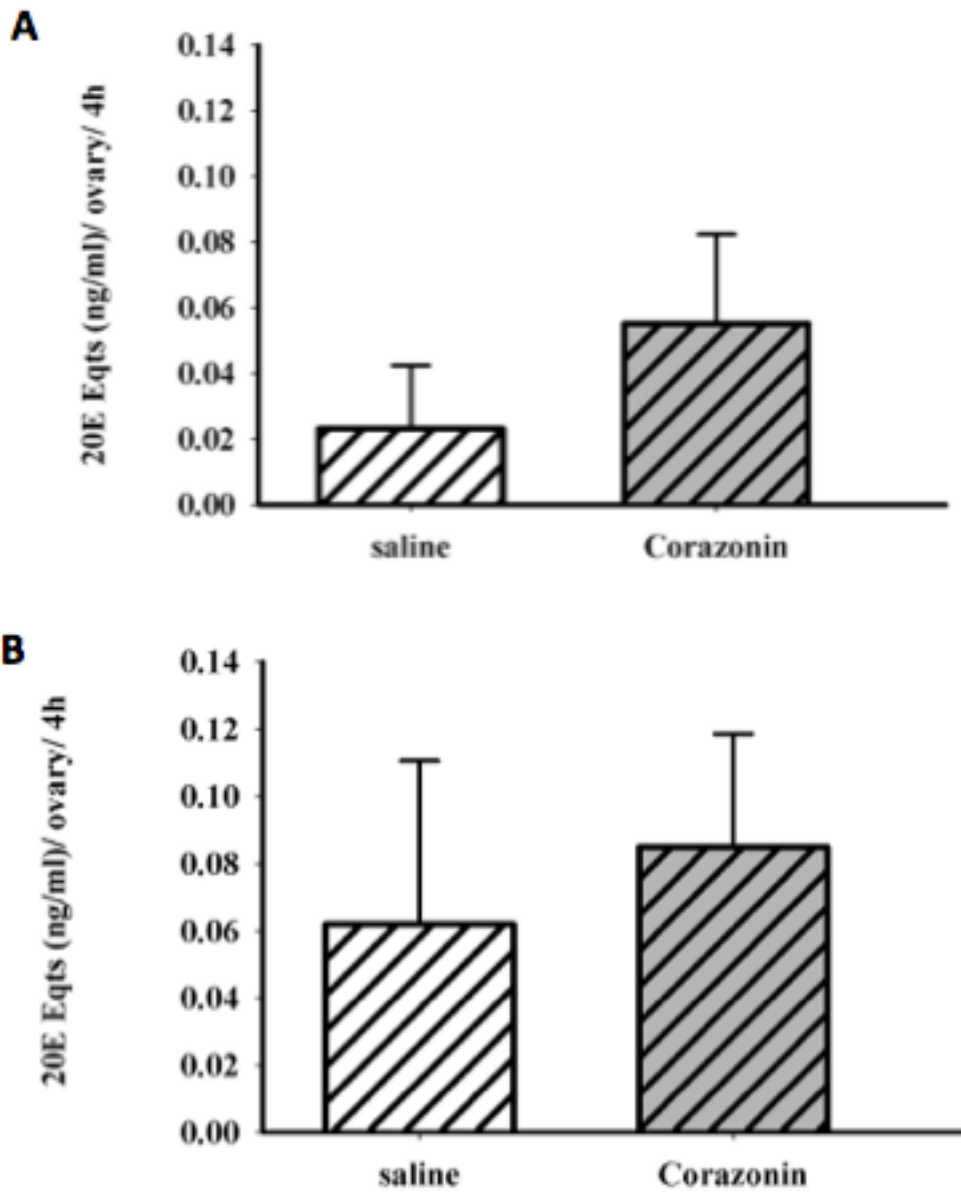 A
20E Eqts (ng/ml)/ ovary/ 4h
0.14
0.12
0.10
0.08
0.06
0.04
0.02
0.00
saline Corazonin
B
20E Eqts (ng/ml)/ ovary/ 4h
0.14
0.12
0.10
0.08
0.06
0.04
0.02
0.00
saline Corazonin